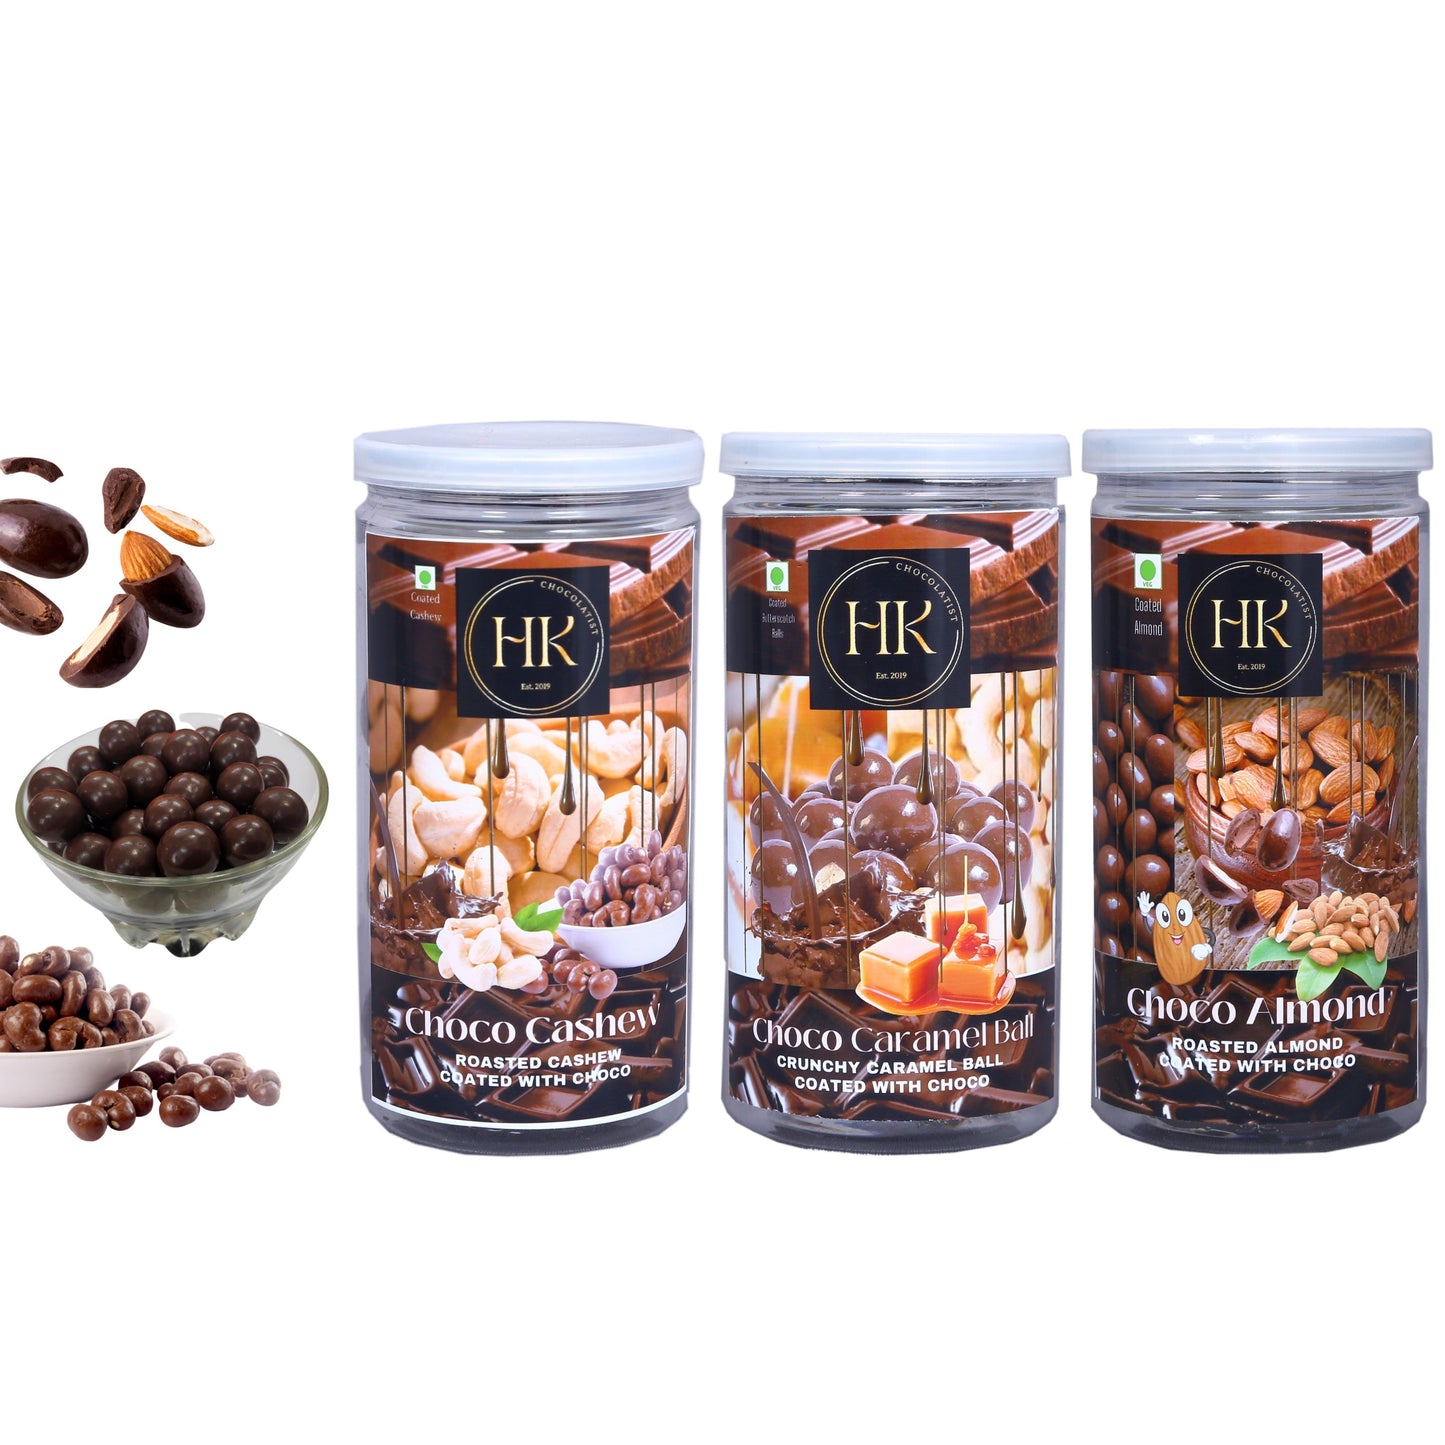 VEG
Coated
Cashew
CHOCOLATIST
HK
Est. 2019
Choco Cashew
ROASTED CASHEW
COATED WITH CHOCO
VEG
Coated
Butterscotch
Balls
CHOCOLATIST
HK
Est. 2019
Choco Caramel Ball
CRUNCHY CARAMEL BALL
COATED WITH CHOCO
VEG
Coated
Almond
CHOCOLATIST
HK
Est. 2019
Choco Almond
ROASTED ALMOND
COATED WITH CHOCO